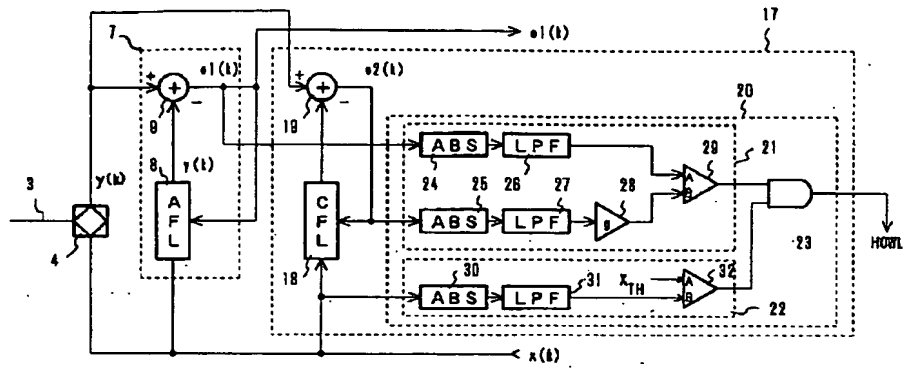 17
7
e1(k)
e1(k)
e2(k)
20
+
+
+
+
-
-
9
19
21
ABS
LPF
29
A
B
24
26
y(k)
8
y(k)
25
27
28
3
AFL
CFL
ABS
LPF
g
4
23
HOWL
18
30
31
32
ABS
LPF
X_TH
A
B
22
x(k)